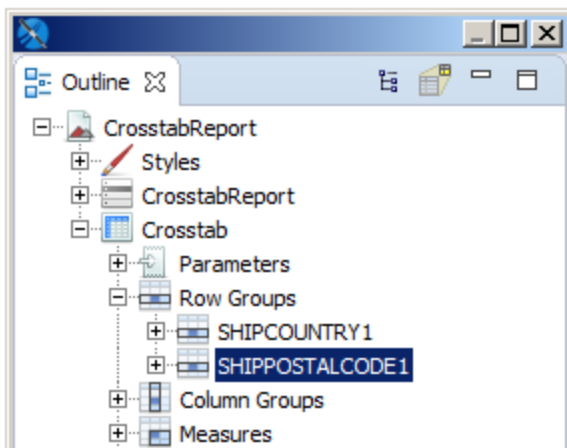 Outline
CrosstabReport
Styles
CrosstabReport
Crosstab
Parameters
Row Groups
SHIPCOUNTRY1
SHIPPOSTALCODE1
Column Groups
Measures